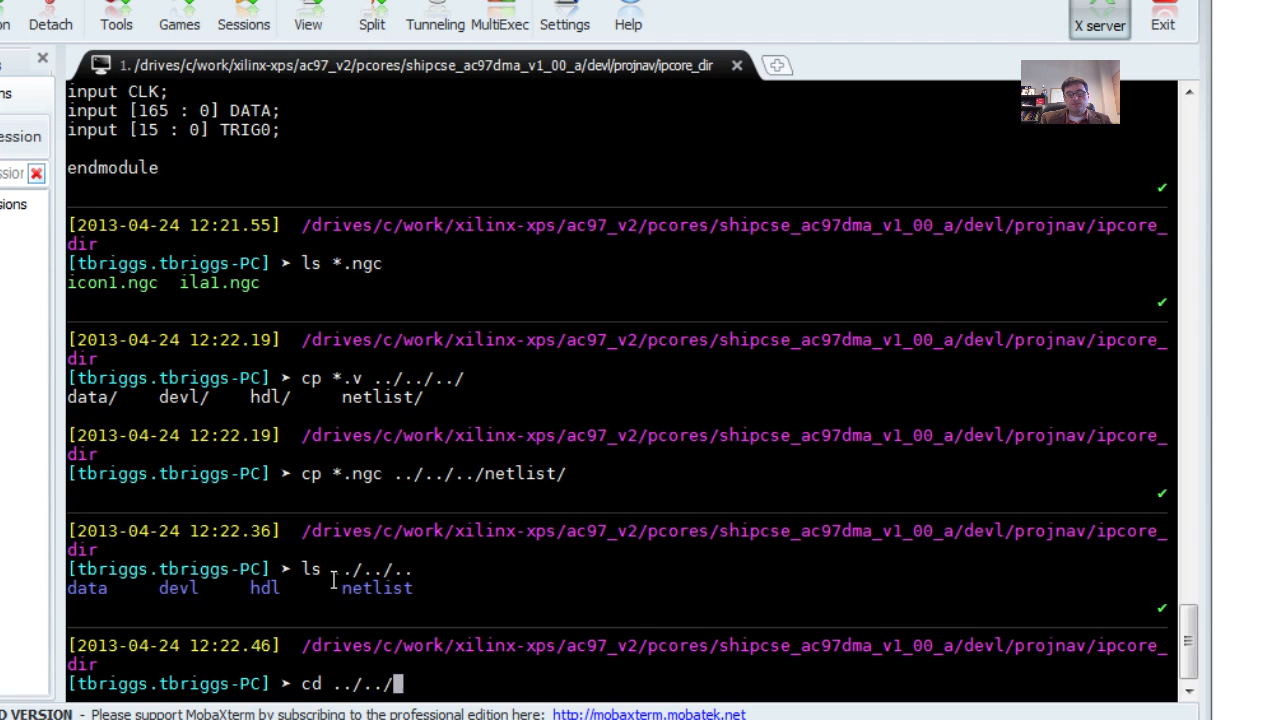 on Detach Tools Games Sessions View Split Tunneling MultiExec Settings Help X server Exit
1. /drives/c/work/xilinx-xps/ac97_v2/pcores/shipcse_ac97dma_v1_00_a/devl/projnav/ipcore_dir
ns
ession
ssior
sions
input CLK;
input [165 : 0] DATA;
input [15 : 0] TRIG0;
endmodule
[2013-04-24 12:21.55] /drives/c/work/xilinx-xps/ac97_v2/pcores/shipcse_ac97dma_v1_00_a/devl/projnav/ipcore_
dir
[tbriggs.tbriggs-PC] ➤ ls *.ngc
icon1.ngc ila1.ngc
[2013-04-24 12:22.19] /drives/c/work/xilinx-xps/ac97_v2/pcores/shipcse_ac97dma_v1_00_a/devl/projnav/ipcore_
dir
[tbriggs.tbriggs-PC] ➤ cp *.v ../../../
data/ devl/ hdl/ netlist/
[2013-04-24 12:22.19] /drives/c/work/xilinx-xps/ac97_v2/pcores/shipcse_ac97dma_v1_00_a/devl/projnav/ipcore_
dir
[tbriggs.tbriggs-PC] ➤ cp *.ngc ../../../netlist/
[2013-04-24 12:22.36] /drives/c/work/xilinx-xps/ac97_v2/pcores/shipcse_ac97dma_v1_00_a/devl/projnav/ipcore_
dir
[tbriggs.tbriggs-PC] ➤ ls ../../..
data devl hdl netlist
[2013-04-24 12:22.46] /drives/c/work/xilinx-xps/ac97_v2/pcores/shipcse_ac97dma_v1_00_a/devl/projnav/ipcore_
dir
[tbriggs.tbriggs-PC] ➤ cd ../../
D VERSION - Please support MobaXterm by subscribing to the professional edition here: http://mobaxterm.mobatek.net